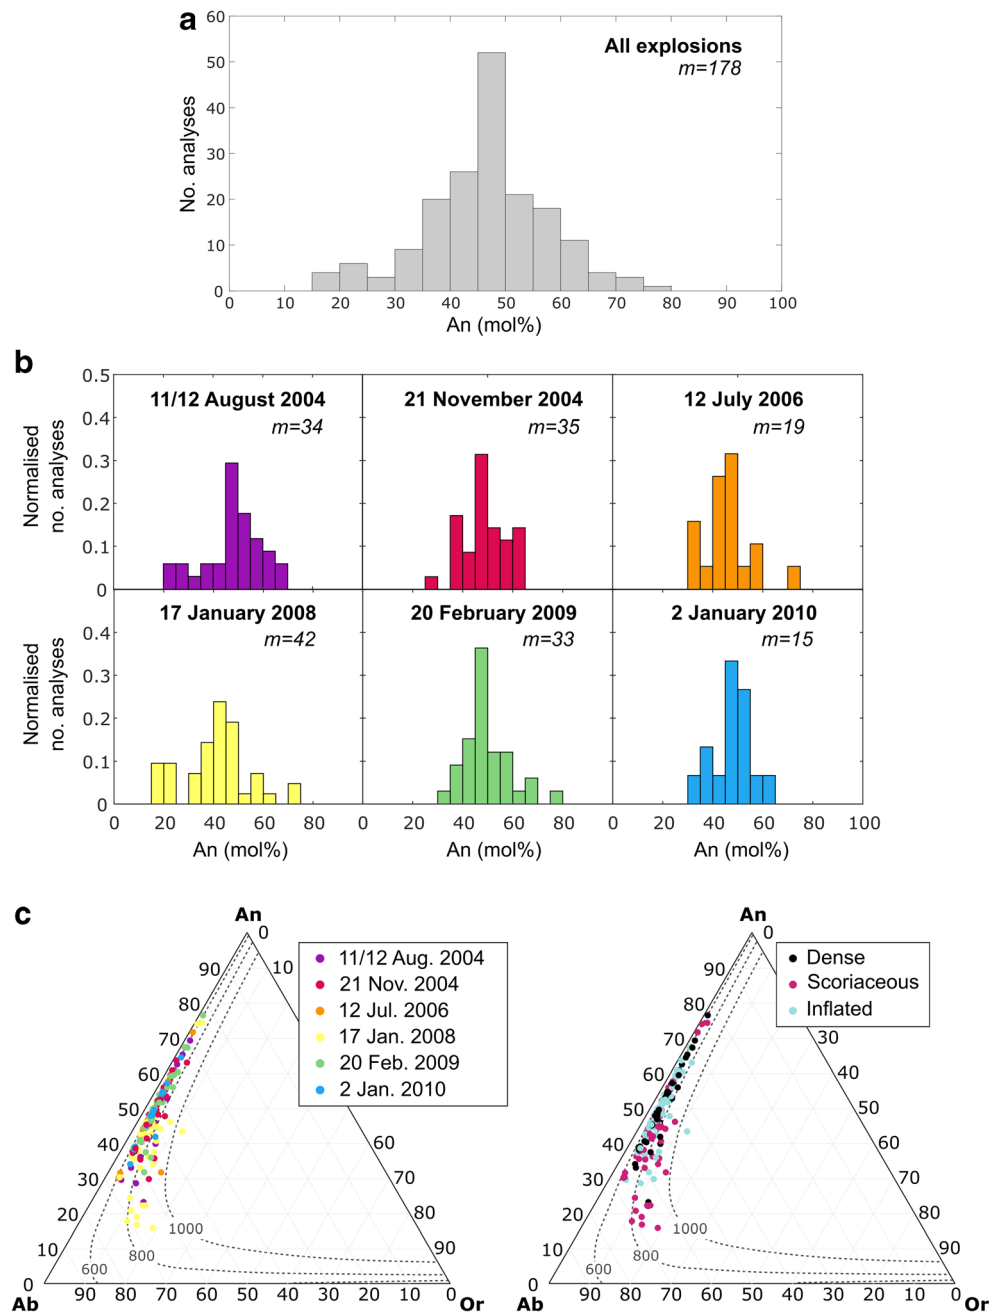 a
60
50
40
30
20
10
0
No. analyses
All explosions
m=178
0 10 20 30 40 50 60 70 80 90 100
An (mol%)
b
0.5
0.4
0.3
0.2
0.1
0
Normalised
no. analyses
11/12 August 2004
m=34
21 November 2004
m=35
12 July 2006
m=19
0.4
0.3
0.2
0.1
0
Normalised
no. analyses
17 January 2008
m=42
20 February 2009
m=33
2 January 2010
m=15
0 20 40 60 80 0 20 40 60 80 0 20 40 60 80 100
An (mol%) An (mol%) An (mol%)
c
An
0
10
90
80
70
60
50
40
30
20
10
0
11/12 Aug. 2004
21 Nov. 2004
12 Jul. 2006
17 Jan. 2008
20 Feb. 2009
2 Jan. 2010
60
70
80
90
1000
800
600
Ab
90 80 70 60 50 40 30 20 10 0
Or
An
0
90
80
70
60
50
40
30
20
10
0
Dense
Scoriaceous
Inflated
30
40
50
60
70
80
90
1000
800
600
Ab
90 80 70 60 50 40 30 20 10 0
Or